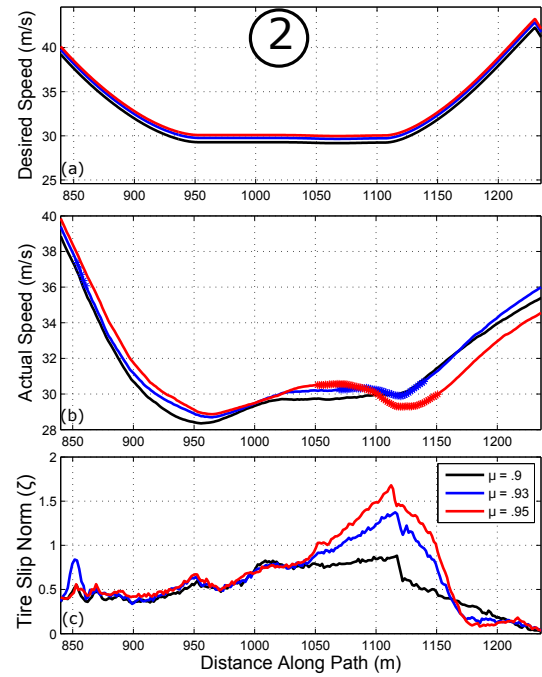 2
Desired Speed (m/s)
40
35
30
25
(a)
850 900 950 1000 1050 1100 1150 1200
Actual Speed (m/s)
40
38
36
34
32
30
28
(b)
850 900 950 1000 1050 1100 1150 1200
Tire Slip Norm (ζ)
2
1.5
1
0.5
0
(c)
μ = .9
μ = .93
μ = .95
850 900 950 1000 1050 1100 1150 1200
Distance Along Path (m)